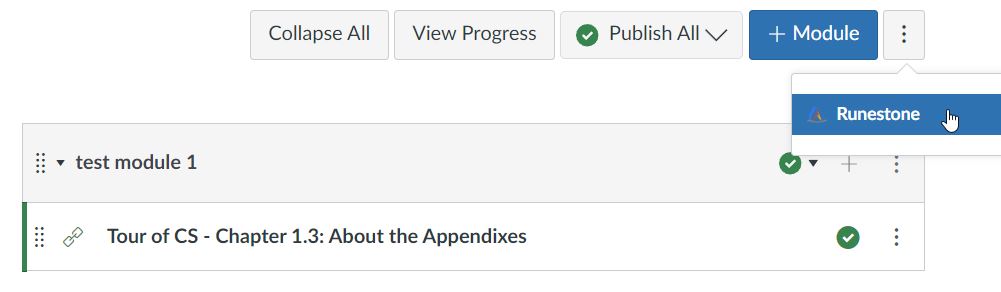 Collapse All View Progress Publish All + Module
Runestone
test module 1
Tour of CS - Chapter 1.3: About the Appendixes